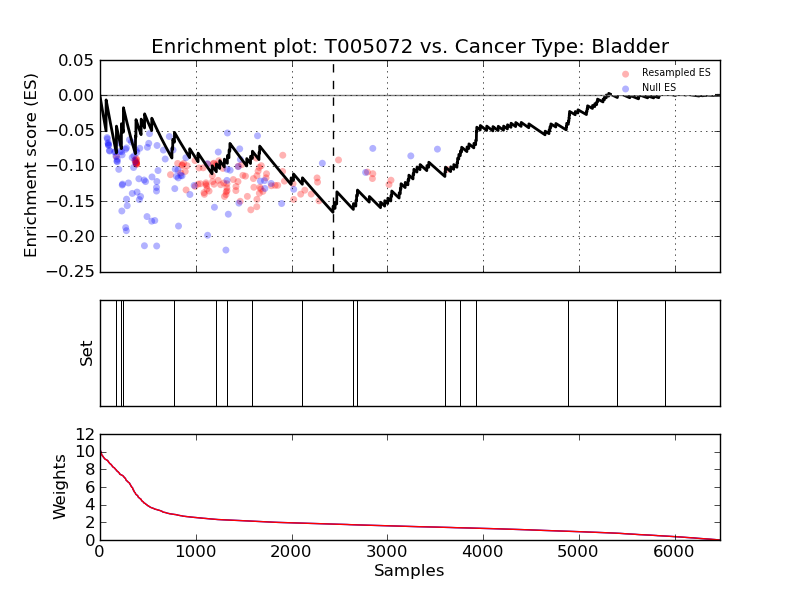 Enrichment plot: T005072 vs. Cancer Type: Bladder
Enrichment score (ES)
0.05
0.00
−0.05
−0.10
−0.15
−0.20
−0.25
Resampled ES
Null ES
Set
Weights
12
10
8
6
4
2
0
0 1000 2000 3000 4000 5000 6000
Samples